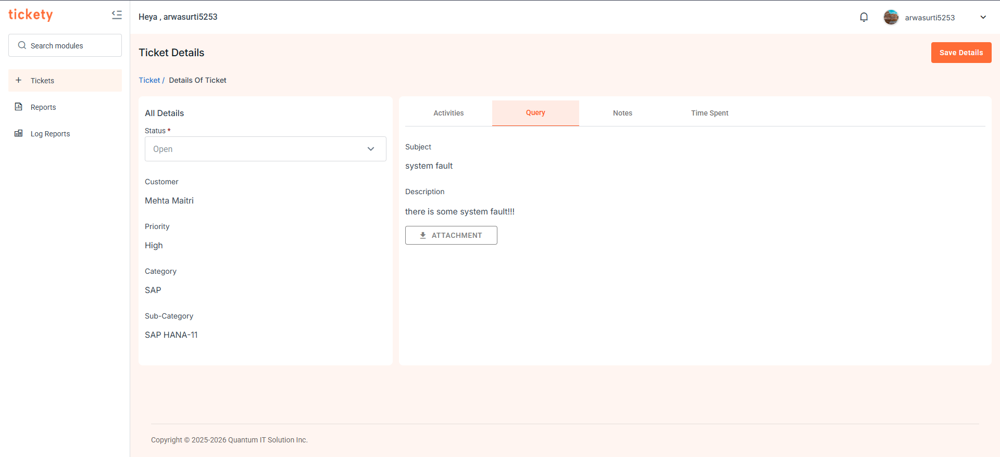 tickety
Heya , arwasurti5253
arwasurti5253
Search modules
Tickets
Reports
Log Reports
Ticket Details
Save Details
Ticket / Details Of Ticket
All Details
Status *
Open
Customer
Mehta Maitri
Priority
High
Category
SAP
Sub-Category
SAP HANA-11
Activities
Query
Notes
Time Spent
Subject
system fault
Description
there is some system fault!!!
ATTACHMENT
Copyright © 2025-2026 Quantum IT Solution Inc.